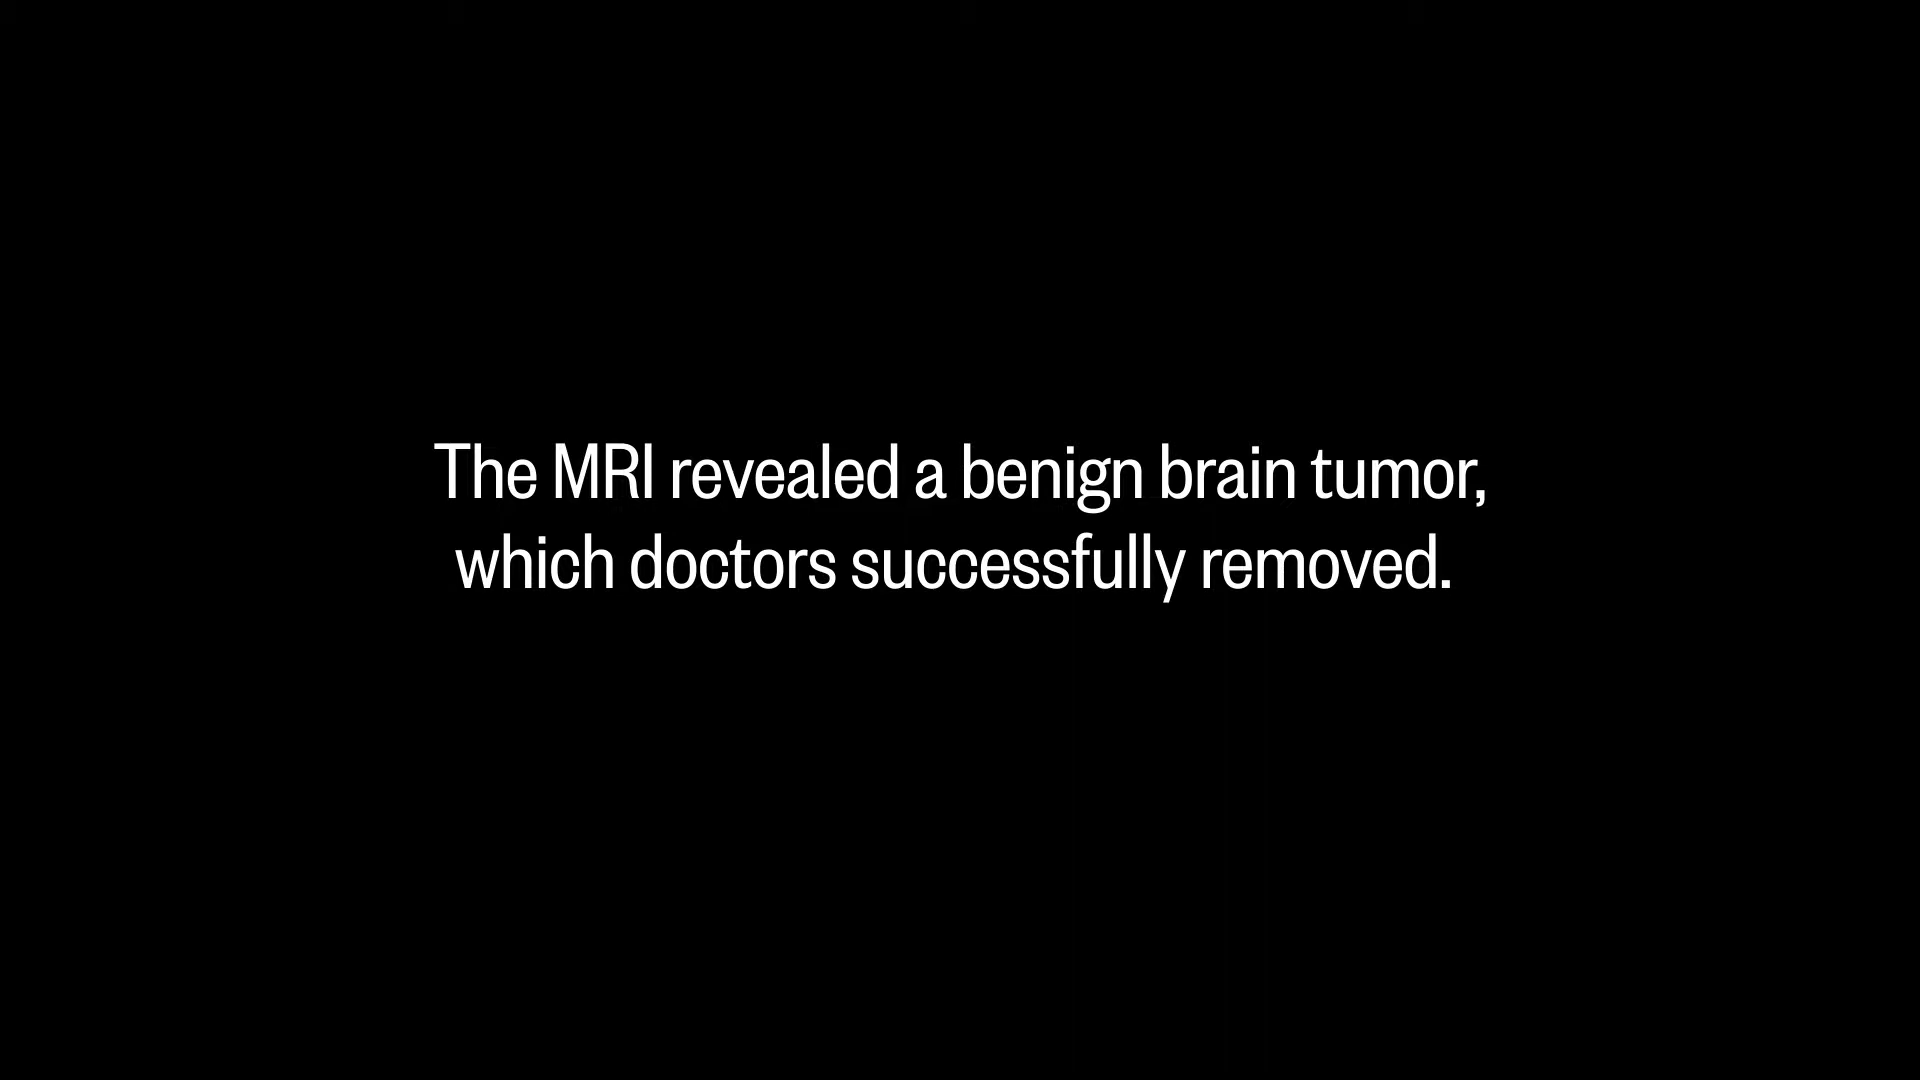 The MRI revealed a benign brain tumor,
which doctors successfully removed.